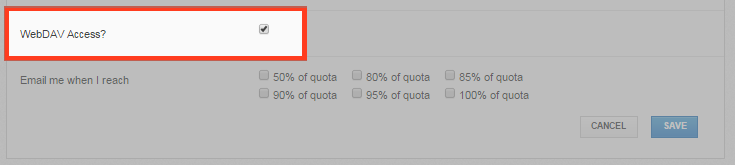 WebDAV Access?
Email me when I reach 50% of quota 80% of quota 85% of quota
90% of quota 95% of quota 100% of quota
CANCEL SAVE